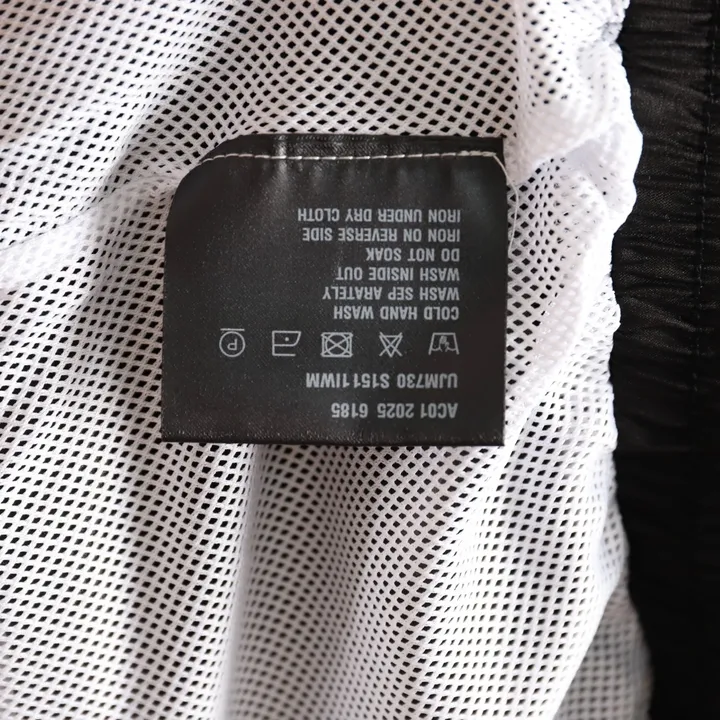 AC01 2025 6185
UJM730 S15111IWM
P
COLD HAND WASH
WASH SEP ARATELY
WASH INSIDE OUT
DO NOT SOAK
IRON ON REVERSE SIDE
IRON UNDER DRY CLOTH